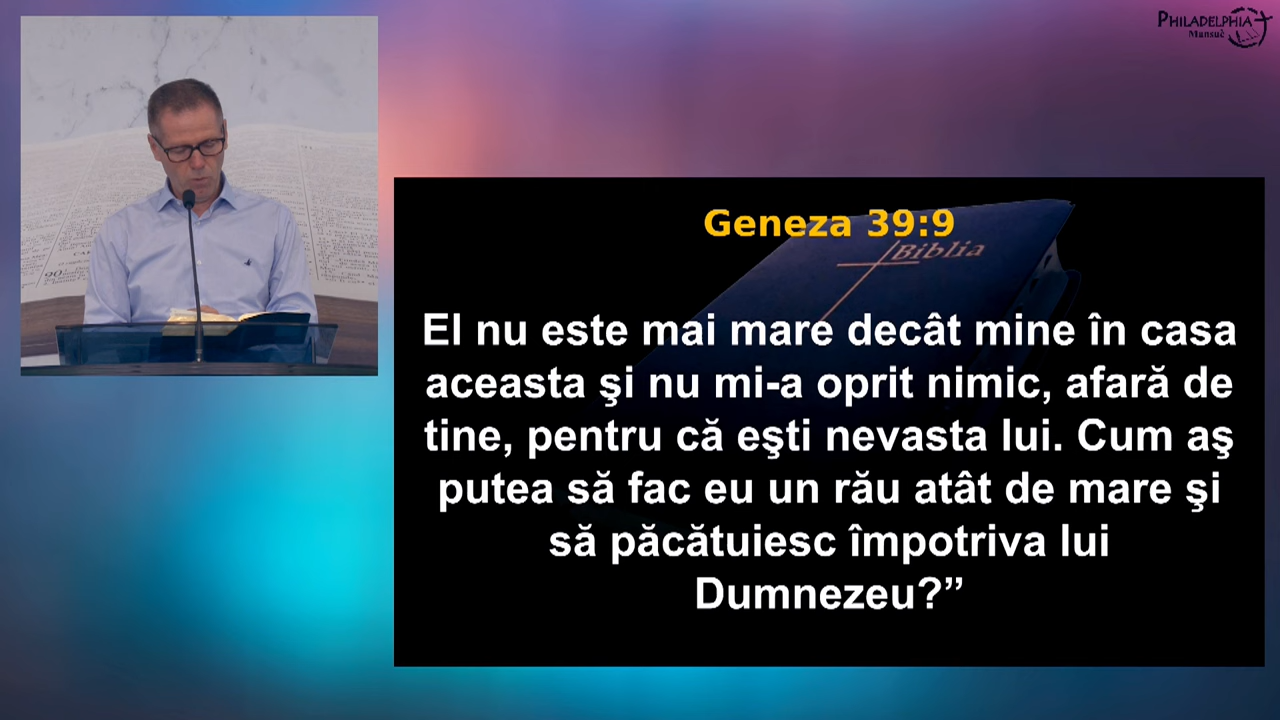 PHILADELPHIA
Mansuè
Geneza 39:9
Biblia
El nu este mai mare decât mine în casa
aceasta şi nu mi-a oprit nimic, afară de
tine, pentru că eşti nevasta lui. Cum aş
putea să fac eu un rău atât de mare şi
să păcătuiesc împotriva lui
Dumnezeu?”